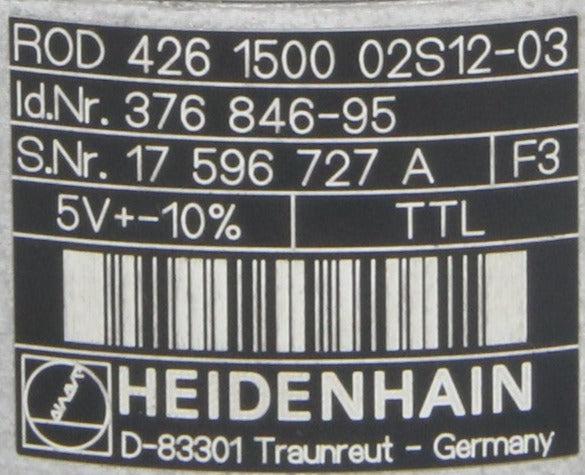 ROD 426 1500 02S12-03
Id.Nr. 376 846-95
S.Nr. 17 596 727 A F3
5V+-10% TTL
HEIDENHAIN
D-83301 Traunreut - Germany